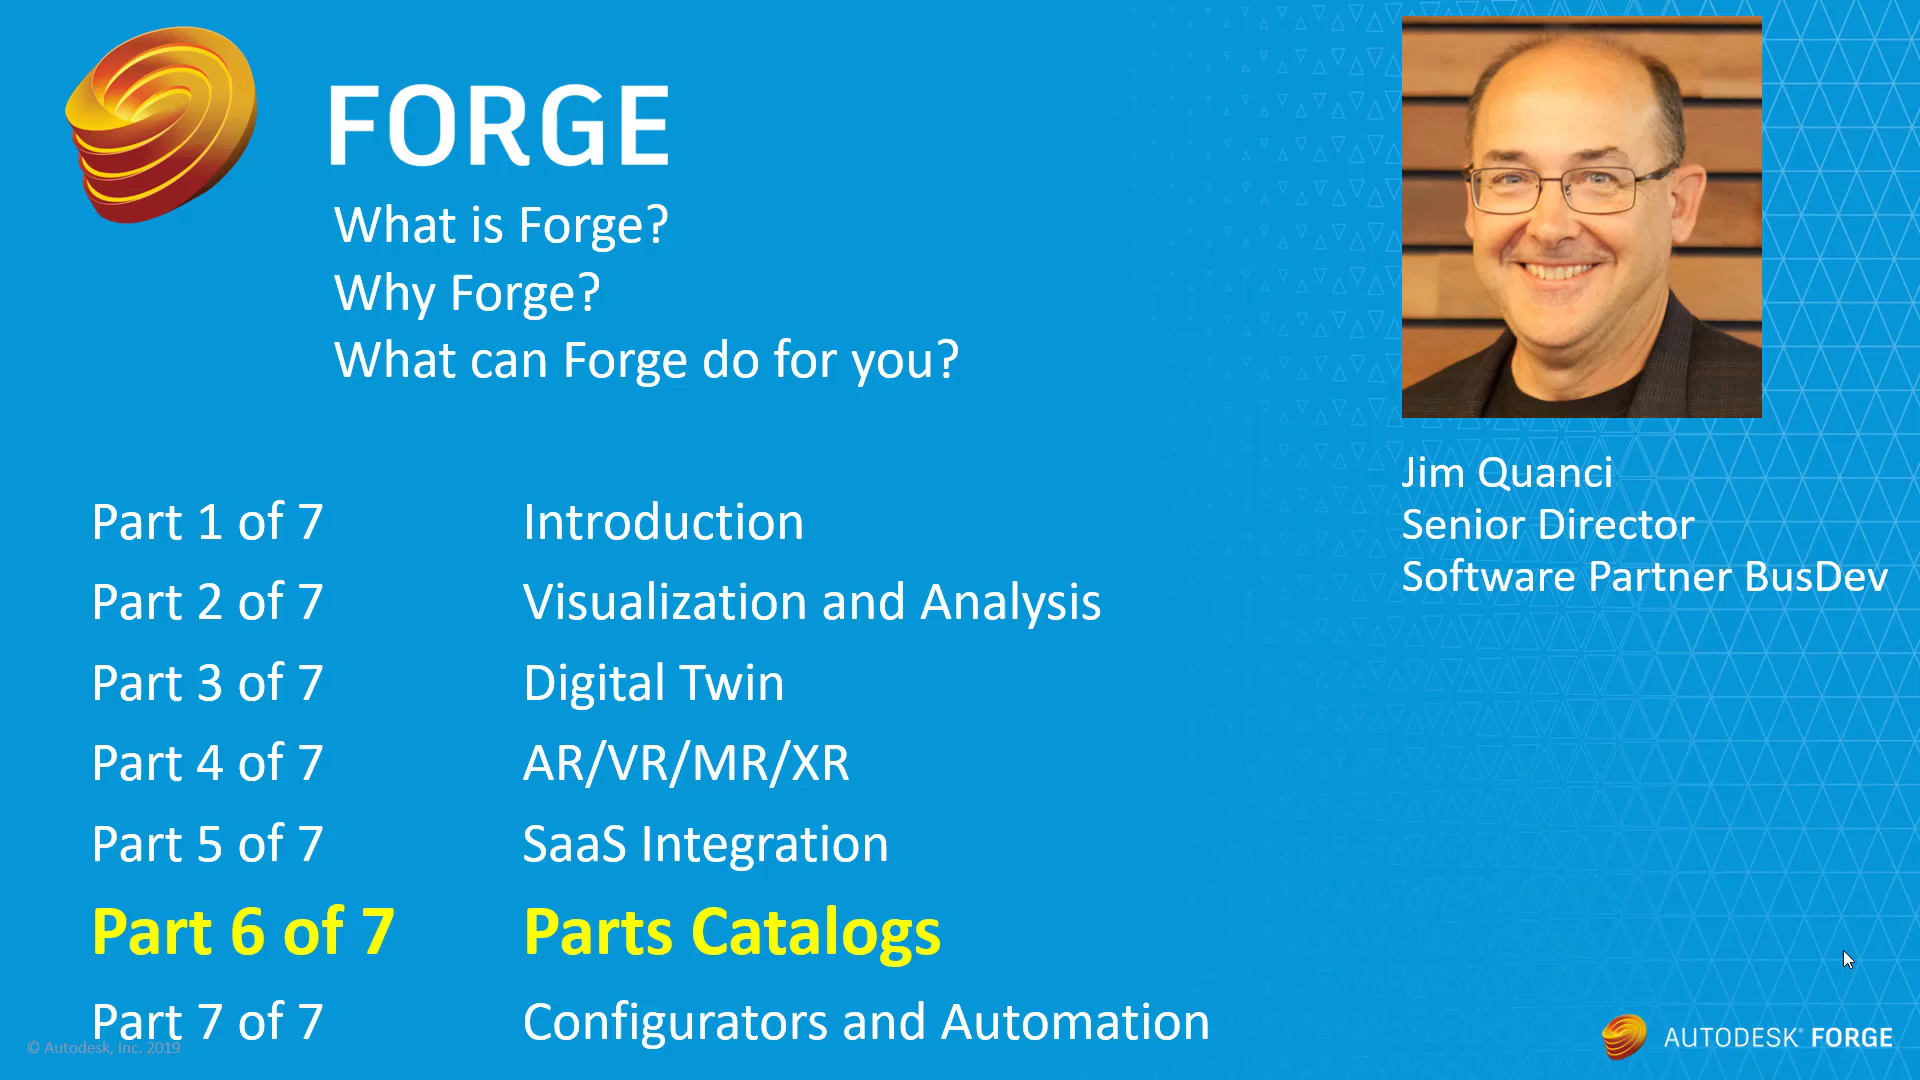 FORGE
What is Forge?
Why Forge?
What can Forge do for you?
Jim Quanci
Senior Director
Software Partner BusDev
Part 1 of 7 Introduction
Part 2 of 7 Visualization and Analysis
Part 3 of 7 Digital Twin
Part 4 of 7 AR/VR/MR/XR
Part 5 of 7 SaaS Integration
Part 6 of 7 Parts Catalogs
Part 7 of 7 Configurators and Automation
© Autodesk, Inc. 2019
AUTODESK® FORGE